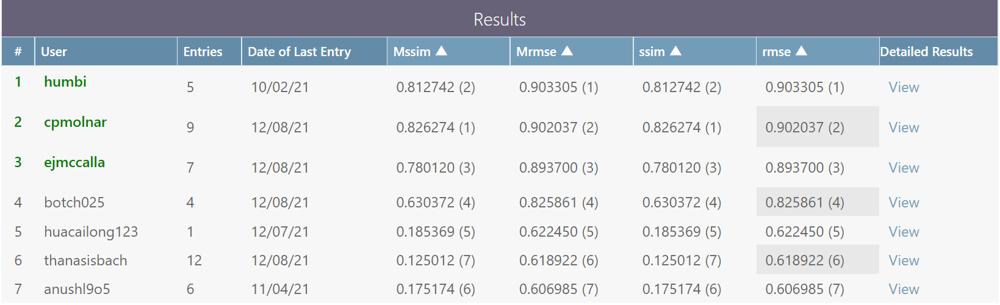 Results
# User Entries Date of Last Entry Mssim ▲ Mrmse ▲ ssim ▲ rmse ▲ Detailed Results
1 humbi 5 10/02/21 0.812742 (2) 0.903305 (1) 0.812742 (2) 0.903305 (1) View
2 cpmolnar 9 12/08/21 0.826274 (1) 0.902037 (2) 0.826274 (1) 0.902037 (2) View
3 ejmccalla 7 12/08/21 0.780120 (3) 0.893700 (3) 0.780120 (3) 0.893700 (3) View
4 botch025 4 12/08/21 0.630372 (4) 0.825861 (4) 0.630372 (4) 0.825861 (4) View
5 huacailong123 1 12/07/21 0.185369 (5) 0.622450 (5) 0.185369 (5) 0.622450 (5) View
6 thanasisbach 12 12/08/21 0.125012 (7) 0.618922 (6) 0.125012 (7) 0.618922 (6) View
7 anushl9o5 6 11/04/21 0.175174 (6) 0.606985 (7) 0.175174 (6) 0.606985 (7) View